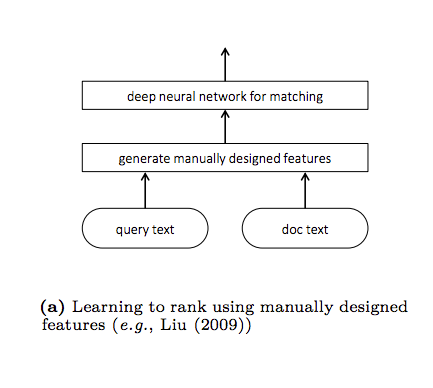 deep neural network for matching
generate manually designed features
query text
doc text
(a) Learning to rank using manually designed
features (e.g., Liu (2009))